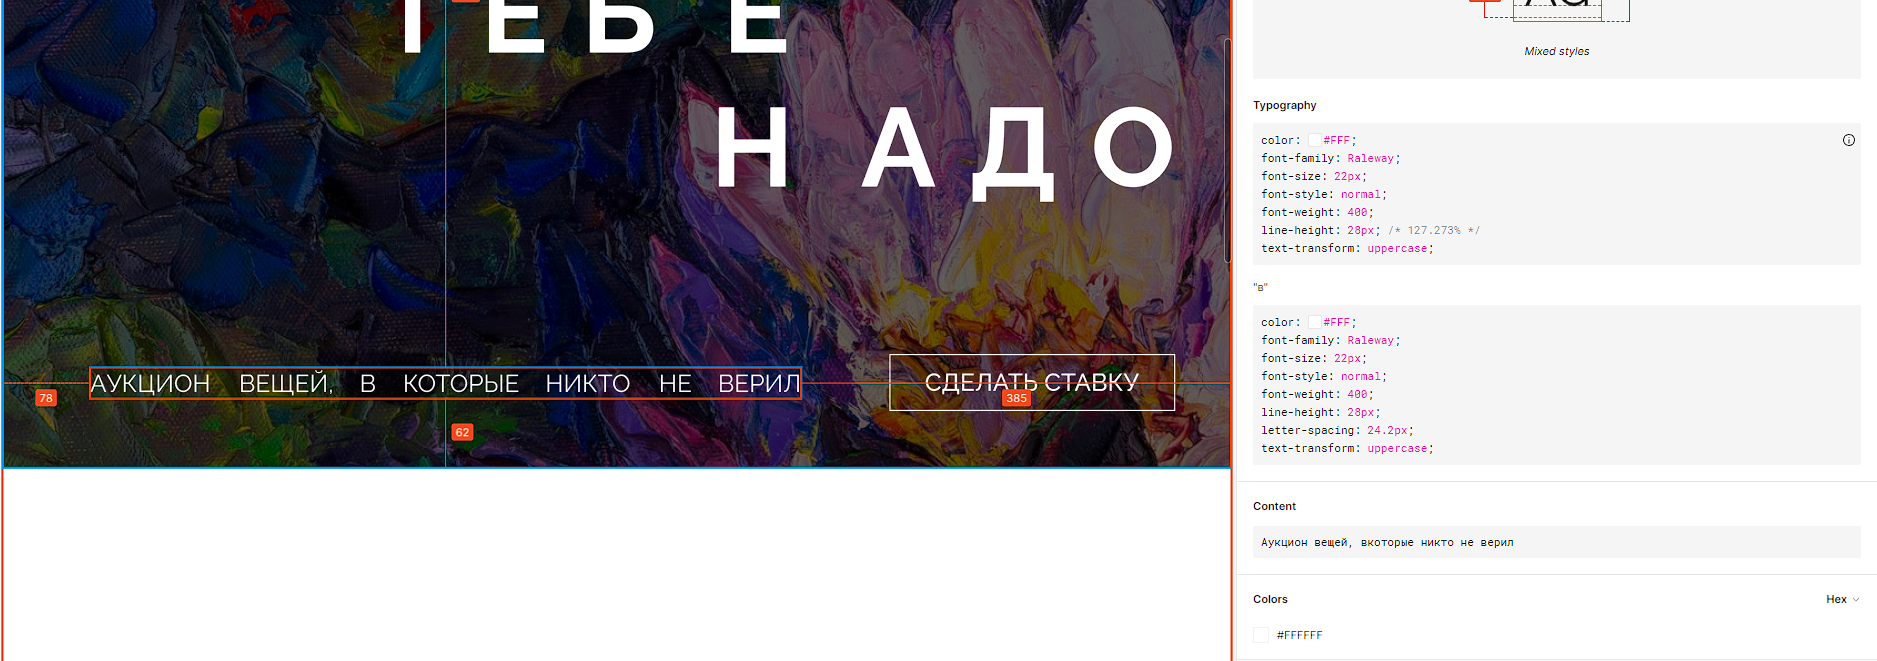 ТЕБЕ
НАДО
АУКЦИОН ВЕЩЕЙ, В КОТОРЫЕ НИКТО НЕ ВЕРИЛ
СДЕЛАТЬ СТАВКУ
78
385
62
Mixed styles
Typography
color: #FFF;
font-family: Raleway;
font-size: 22px;
font-style: normal;
font-weight: 400;
line-height: 28px; /* 127.273% */
text-transform: uppercase;
"в"
color: #FFF;
font-family: Raleway;
font-size: 22px;
font-style: normal;
font-weight: 400;
line-height: 28px;
letter-spacing: 24.2px;
text-transform: uppercase;
Content
Аукцион вещей, вкоторые никто не верил
Colors
Hex
#FFFFFF